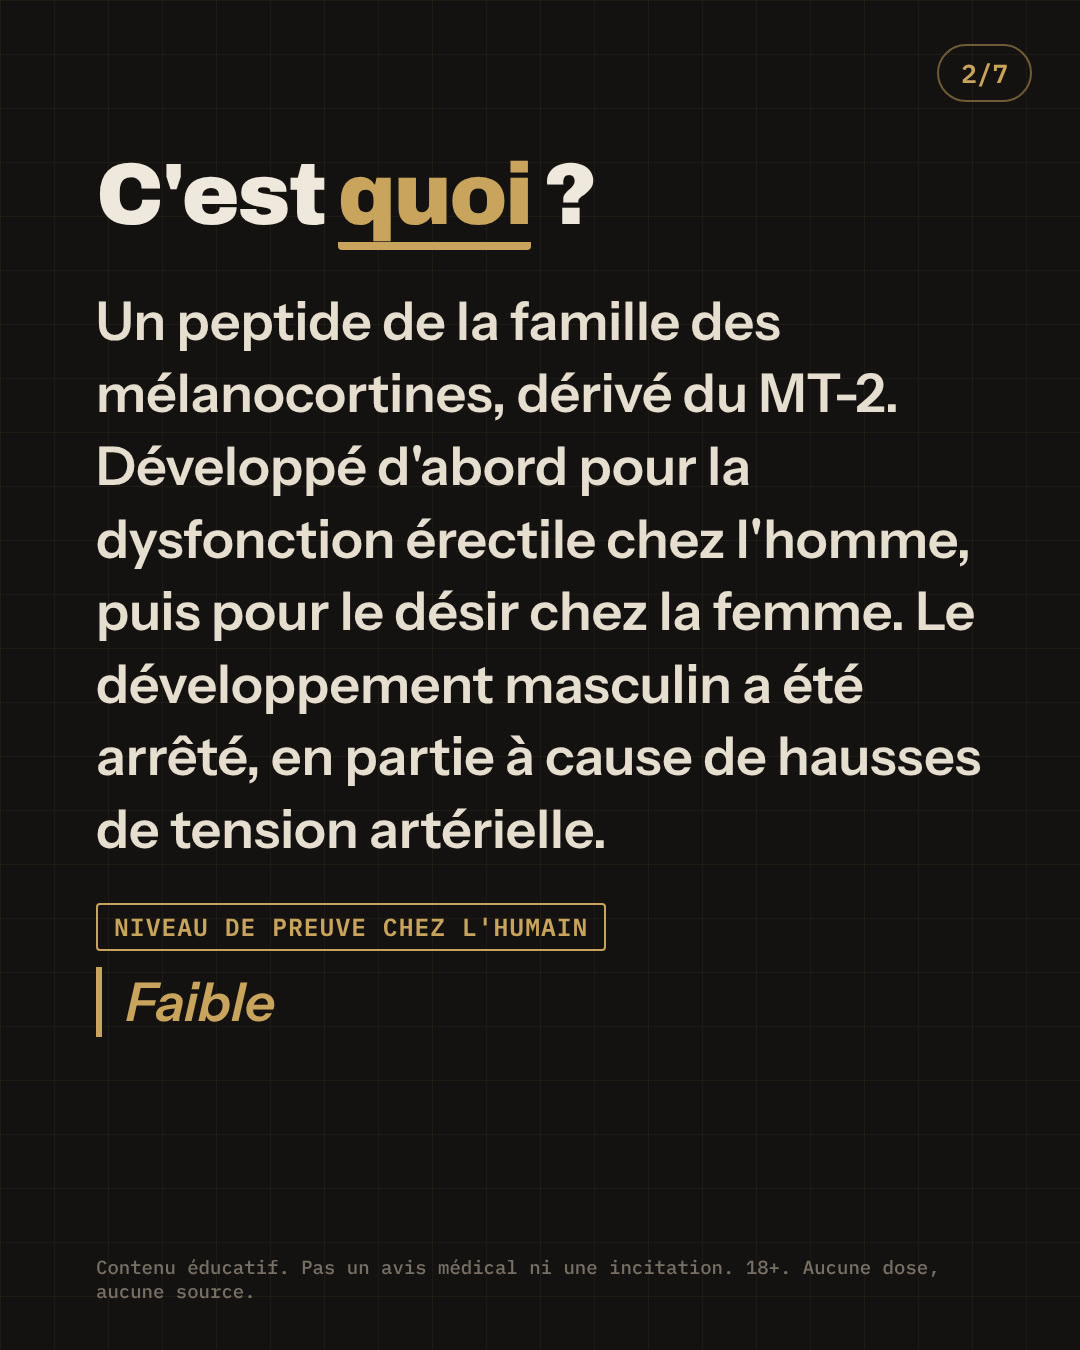 2/7
C'est quoi ?
Un peptide de la famille des
mélanocortines, dérivé du MT-2.
Développé d'abord pour la
dysfonction érectile chez l'homme,
puis pour le désir chez la femme. Le
développement masculin a été
arrêté, en partie à cause de hausses
de tension artérielle.
NIVEAU DE PREUVE CHEZ L'HUMAIN
Faible
Contenu éducatif. Pas un avis médical ni une incitation. 18+. Aucune dose,
aucune source.